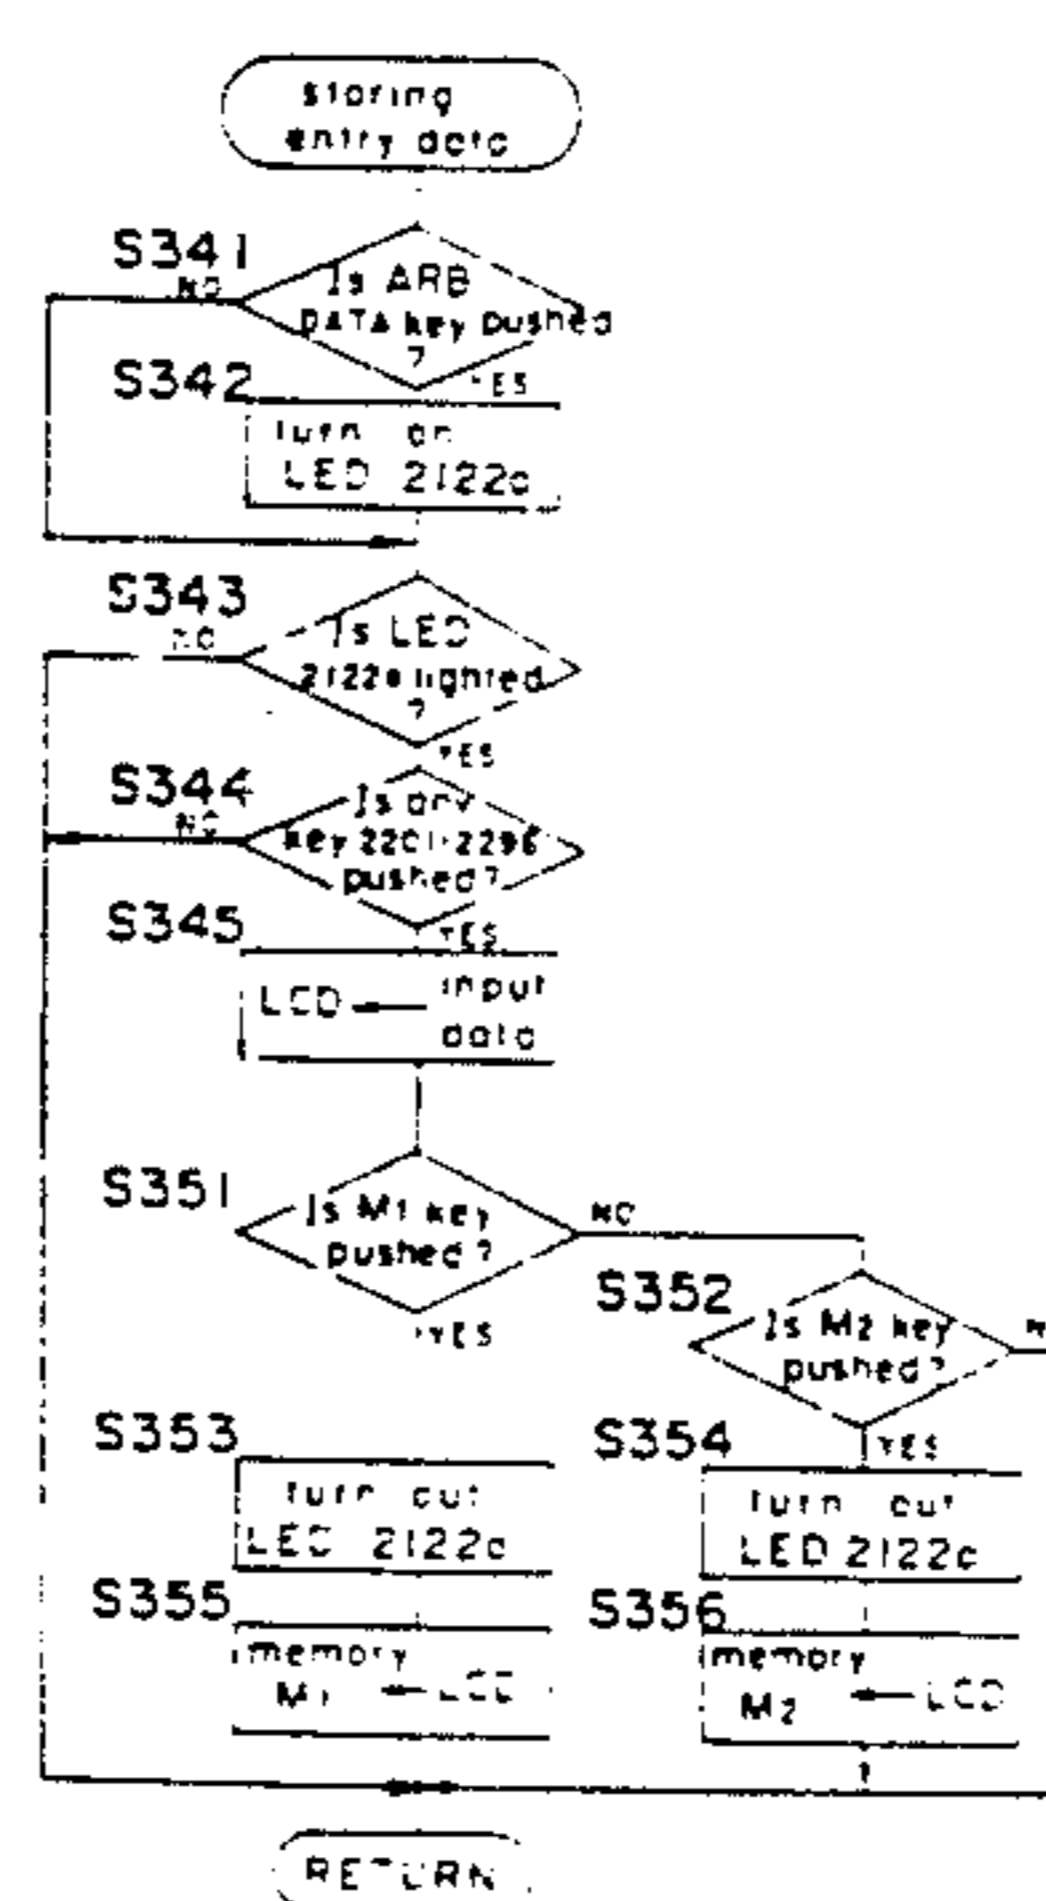 storing
entry data
S341
NO
Is ARB
DATA key pushed
?
YES
S342
turn on
LED 2122a
S343
NO
Is LED
2122a lighted
?
YES
S344
NO
Is any
key 2201-2296
pushed?
S345
YES
LCD ← input
data
S351
Is M1 key
pushed?
NO
YES
S352
Is M2 key
pushed?
YES
S353
turn out
LED 2122a
S354
turn out
LED 2122a
S355
memory
M1 ← LCD
S356
memory
M2 ← LCD
RETURN